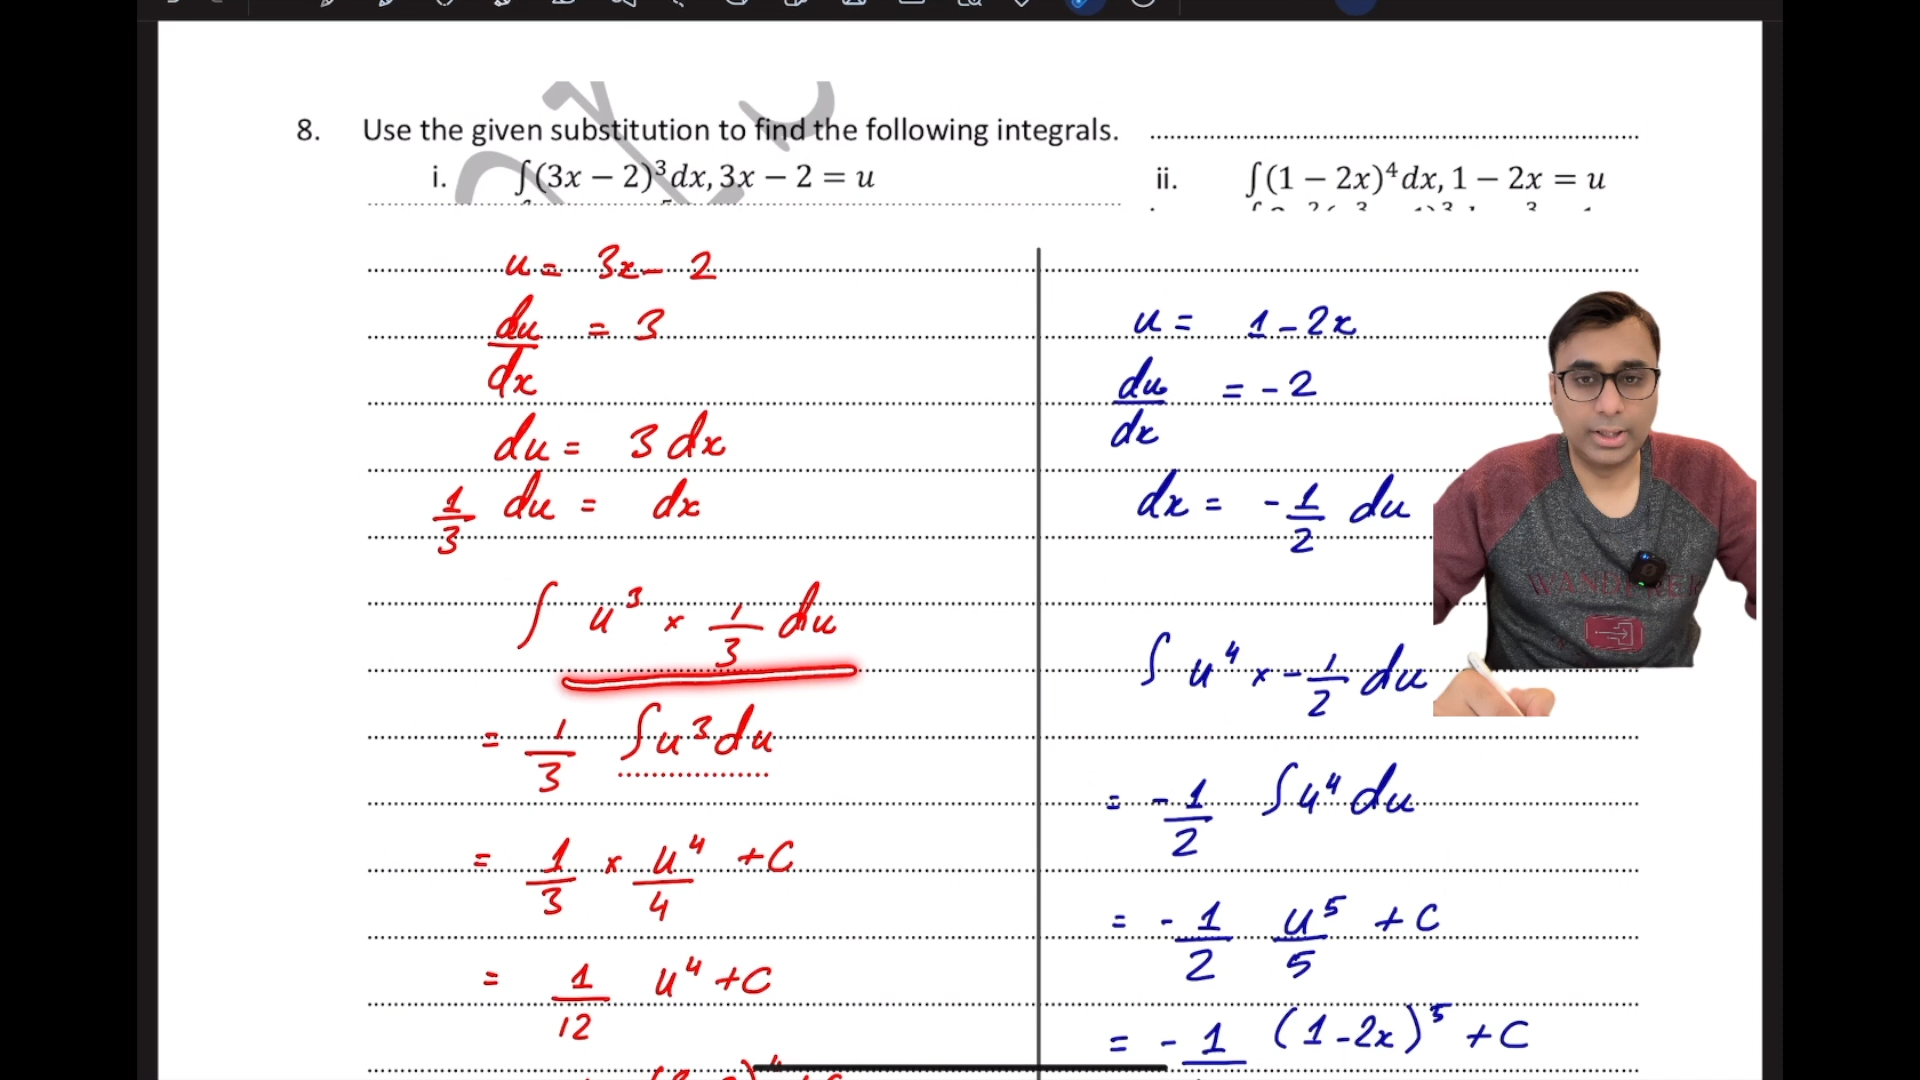 8. Use the given substitution to find the following integrals.
i. ∫(3x − 2)³dx, 3x − 2 = u
ii. ∫(1 − 2x)⁴dx, 1 − 2x = u
u = 3x − 2
du/dx = 3
du = 3 dx
1/3 du = dx
∫ u³ × 1/3 du
= 1/3 ∫u³du
= 1/3 × u⁴/4 + C
= 1/12 u⁴ + C
u = 1 − 2x
du/dx = − 2
dx = − 1/2 du
∫ u⁴ × − 1/2 du
= − 1/2 ∫u⁴ du
= − 1/2 u⁵/5 + C
= − 1 (1 − 2x)⁵ + C